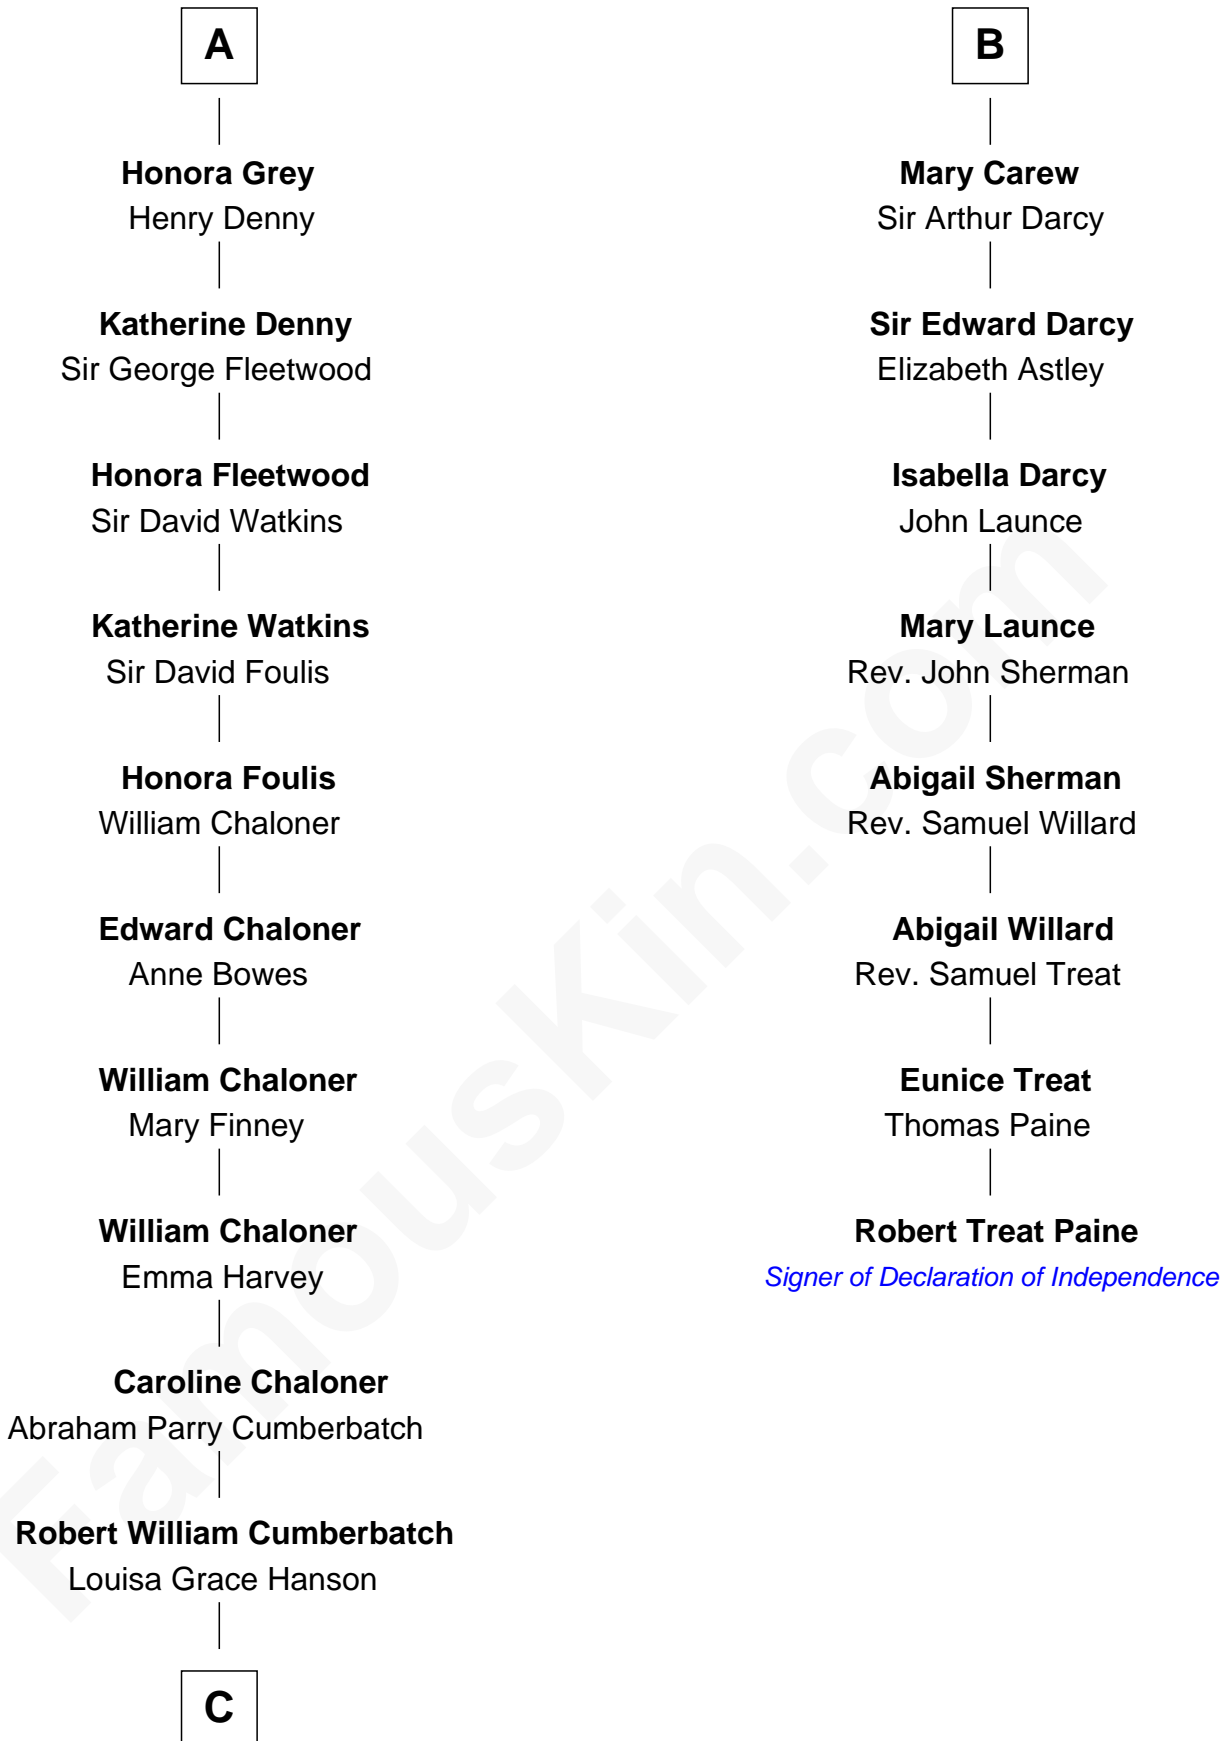 A
Honora Grey
Henry Denny
Katherine Denny
Sir George Fleetwood
Honora Fleetwood
Sir David Watkins
Katherine Watkins
Sir David Foulis
Honora Foulis
William Chaloner
Edward Chaloner
Anne Bowes
William Chaloner
Mary Finney
William Chaloner
Emma Harvey
Caroline Chaloner
Abraham Parry Cumberbatch
Robert William Cumberbatch
Louisa Grace Hanson
C
B
Mary Carew
Sir Arthur Darcy
Sir Edward Darcy
Elizabeth Astley
Isabella Darcy
John Launce
Mary Launce
Rev. John Sherman
Abigail Sherman
Rev. Samuel Willard
Abigail Willard
Rev. Samuel Treat
Eunice Treat
Thomas Paine
Robert Treat Paine
Signer of Declaration of Independence
FamousKin.com